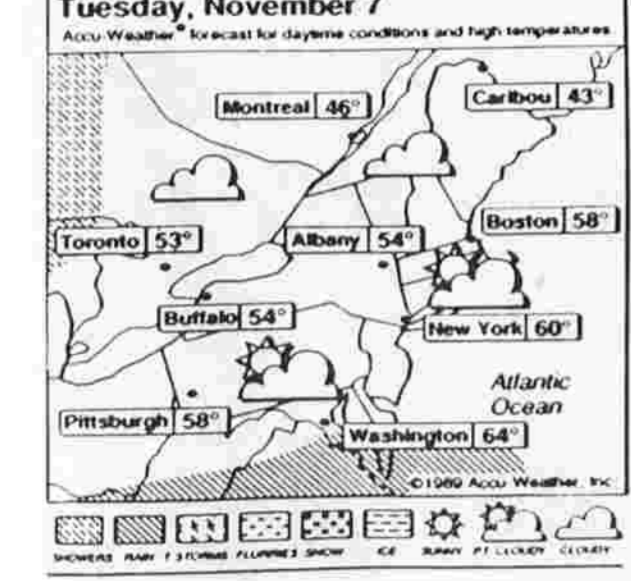 Tuesday, November 7
Accu-Weather® forecast for daytime conditions and high temperatures
Montreal 46°
Caribou 43°
Boston 58°
Toronto 53°
Albany 54°
Buffalo 54°
New York 60°
Atlantic
Ocean
Pittsburgh 58°
Washington 64°
©1989 Accu Weather, Inc
SHOWERS RAIN T STORMS FLURRIES SNOW ICE SUNNY PT CLOUDY CLOUDY